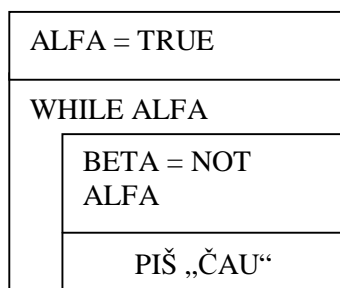 ALFA = TRUE
WHILE ALFA
BETA = NOT
ALFA
PIŠ „ČAU“